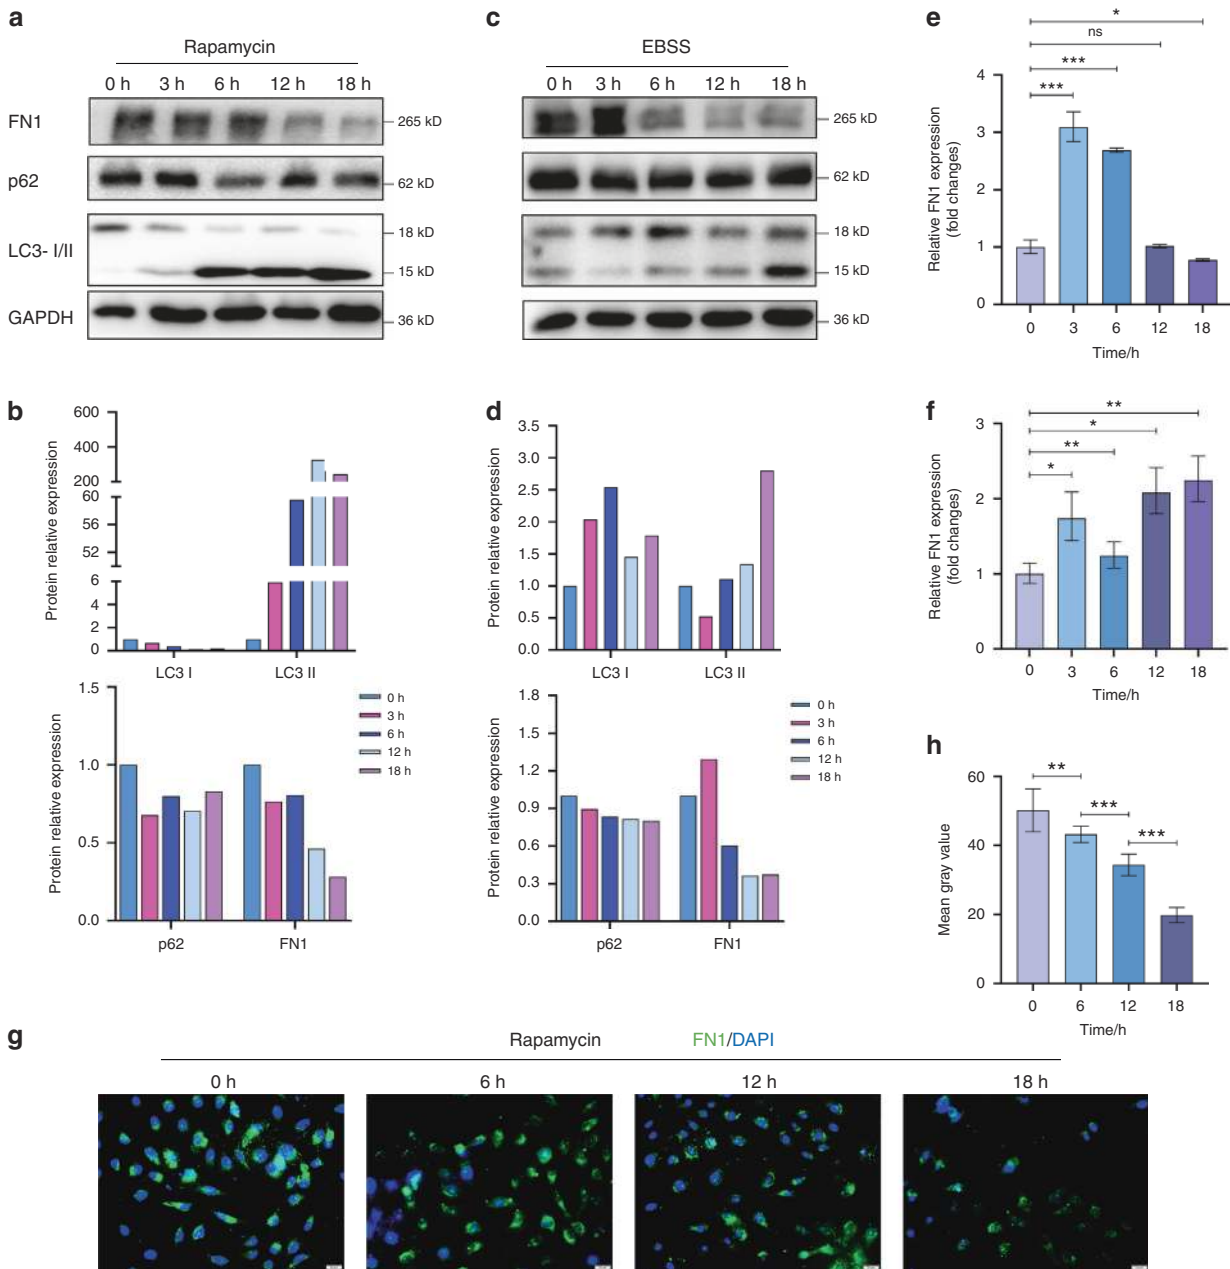 a
Rapamycin
0 h 3 h 6 h 12 h 18 h
FN1
265 kD
p62
62 kD
LC3- I/II
18 kD
15 kD
GAPDH
36 kD
c
EBSS
0 h 3 h 6 h 12 h 18 h
265 kD
62 kD
18 kD
15 kD
36 kD
e
*
ns
***
***
Relative FN1 expression
(fold changes)
4
3
2
1
0
0 3 6 12 18
Time/h
b
Protein relative expression
600
400
200
60
56
52
6
4
2
0
LC3 I LC3 II
Protein relative expression
1.5
1.0
0.5
0.0
p62 FN1
0 h
3 h
6 h
12 h
18 h
d
Protein relative expression
3.5
3.0
2.5
2.0
1.5
1.0
0.5
0.0
LC3 I LC3 II
Protein relative expression
1.8
1.5
1.2
0.9
0.6
0.3
0.0
p62 FN1
0 h
3 h
6 h
12 h
18 h
f
**
*
**
*
Relative FN1 expression
(fold changes)
3
2
1
0
0 3 6 12 18
Time/h
h
**
***
***
Mean gray value
60
40
20
0
0 6 12 18
Time/h
g
Rapamycin FN1/DAPI
0 h 6 h 12 h 18 h